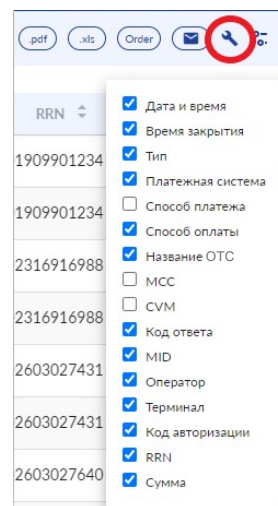 .pdf .xls Order
RRN
1909901234
1909901234
2316916988
2316916988
2603027431
2603027431
2603027640
Дата и время
Время закрытия
Тип
Платежная система
Способ платежа
Способ оплаты
Название ОТС
MCC
CVM
Код ответа
MID
Оператор
Терминал
Код авторизации
RRN
Сумма